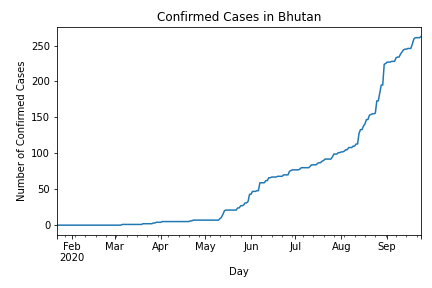 Confirmed Cases in Bhutan
Number of Confirmed Cases
250
200
150
100
50
0
Feb Mar Apr May Jun Jul Aug Sep
2020
Day